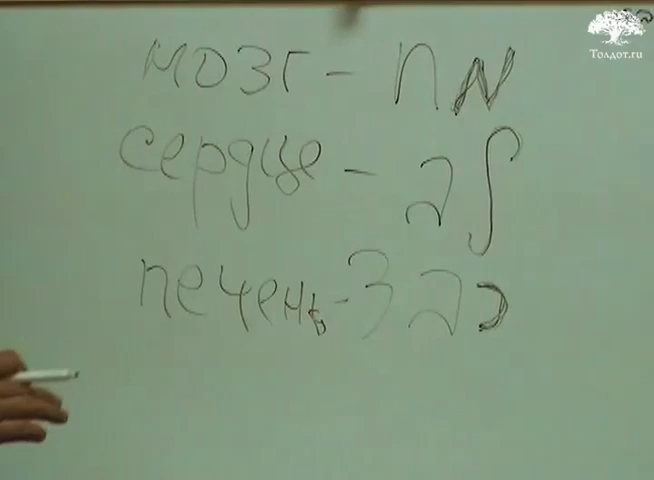 Толдот.ru
мозг - מח
сердце - לב
печень - כבד